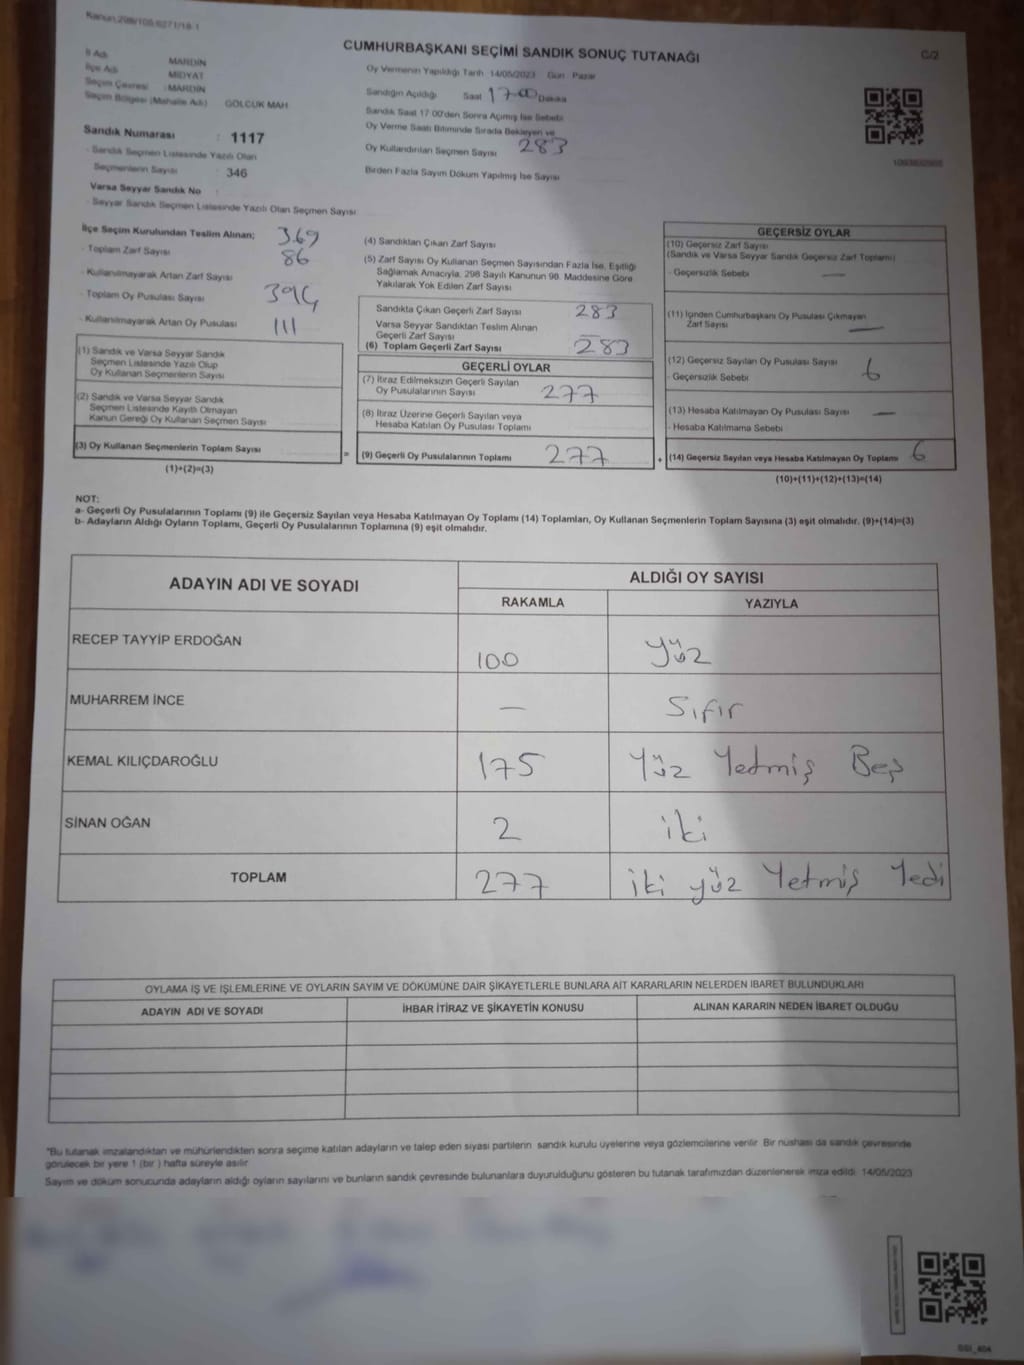 Kanun:298/105/6271/18-1
C/2
CUMHURBAŞKANI SEÇİMİ SANDIK SONUÇ TUTANAĞI
İl Adı MARDİN
İlçe Adı MİDYAT
Seçim Çevresi : MARDİN
Seçim Bölgesi (Mahalle Adı) GÖLCÜK MAH.
Sandık Numarası : 1117
- Sandık Seçmen Listesinde Yazılı Olan
Seçmenlerin Sayısı : 346
Varsa Seyyar Sandık No :
- Seyyar Sandık Seçmen Listesinde Yazılı Olan Seçmen Sayısı
Oy Vermenin Yapıldığı Tarih 14/05/2023 Gün Pazar
Sandığın Açıldığı Saat 17:00 Dakika
Sandık Saat 17:00'den Sonra Açılmış İse Sebebi
Oy Verme Saati Bitiminde Sırada Bekleyen ve
Oy Kullandırılan Seçmen Sayısı 283
Birden Fazla Sayım Döküm Yapılmış İse Sayısı
İlçe Seçim Kurulundan Teslim Alınan;
- Toplam Zarf Sayısı 369
- Kullanılmayarak Artan Zarf Sayısı 86
- Toplam Oy Pusulası Sayısı 394
- Kullanılmayarak Artan Oy Pusulası 111
(1) Sandık ve Varsa Seyyar Sandık
Seçmen Listesinde Yazılı Olup
Oy Kullanan Seçmenlerin Sayısı
(2) Sandık ve Varsa Seyyar Sandık
Seçmen Listesinde Kayıtlı Olmayan
Kanun Gereği Oy Kullanan Seçmen Sayısı
(3) Oy Kullanan Seçmenlerin Toplam Sayısı
(1)+(2)=(3)
=
(4) Sandıktan Çıkan Zarf Sayısı
(5) Zarf Sayısı Oy Kullanan Seçmen Sayısından Fazla İse, Eşitliği
Sağlamak Amacıyla, 298 Sayılı Kanunun 98. Maddesine Göre
Yakılarak Yok Edilen Zarf Sayısı
Sandıkta Çıkan Geçerli Zarf Sayısı 283
Varsa Seyyar Sandıktan Teslim Alınan
Geçerli Zarf Sayısı —
(6) Toplam Geçerli Zarf Sayısı 283
GEÇERLİ OYLAR
(7) İtiraz Edilmeksizin Geçerli Sayılan
Oy Pusulalarının Sayısı 277
(8) İtiraz Üzerine Geçerli Sayılan veya
Hesaba Katılan Oy Pusulası Toplamı
(9) Geçerli Oy Pusulalarının Toplamı 277
+
GEÇERSİZ OYLAR
(10) Geçersiz Zarf Sayısı
(Sandık ve Varsa Seyyar Sandık Geçersiz Zarf Toplamı)
- Geçersizlik Sebebi —
(11) İçinden Cumhurbaşkanı Oy Pusulası Çıkmayan
Zarf Sayısı —
(12) Geçersiz Sayılan Oy Pusulası Sayısı 6
- Geçersizlik Sebebi
(13) Hesaba Katılmayan Oy Pusulası Sayısı —
- Hesaba Katılmama Sebebi
(14) Geçersiz Sayılan veya Hesaba Katılmayan Oy Toplamı 6
(10)+(11)+(12)+(13)=(14)
NOT:
a- Geçerli Oy Pusulalarının Toplamı (9) ile Geçersiz Sayılan veya Hesaba Katılmayan Oy Toplamı (14) Toplamları, Oy Kullanan Seçmenlerin Toplam Sayısına (3) eşit olmalıdır. (9)+(14)=(3)
b- Adayların Aldığı Oyların Toplamı, Geçerli Oy Pusulalarının Toplamına (9) eşit olmalıdır.
ADAYIN ADI VE SOYADI ALDIĞI OY SAYISI
RAKAMLA YAZIYLA
RECEP TAYYİP ERDOĞAN 100 Yüz
MUHARREM İNCE — Sıfır
KEMAL KILIÇDAROĞLU 175 Yüz Yetmiş Beş
SİNAN OĞAN 2 iki
TOPLAM 277 iki yüz Yetmiş Yedi
OYLAMA İŞ VE İŞLEMLERİNE VE OYLARIN SAYIM VE DÖKÜMÜNE DAİR ŞİKAYETLERLE BUNLARA AİT KARARLARIN NELERDEN İBARET BULUNDUKLARI
ADAYIN ADI VE SOYADI İHBAR İTİRAZ VE ŞİKAYETİN KONUSU ALINAN KARARIN NEDEN İBARET OLDUĞU
*Bu tutanak imzalandıktan ve mühürlendikten sonra seçime katılan adayların ve talep eden siyasi partilerin sandık kurulu üyelerine veya gözlemcilerine verilir. Bir nüshası da sandık çevresinde
görülecek bir yere 1 (bir) hafta süreyle asılır.
Sayım ve döküm sonucunda adayların aldığı oyların sayılarını ve bunların sandık çevresinde bulunanlara duyurulduğunu gösteren bu tutanak tarafımızdan düzenlenerek imza edildi. 14/05/2023